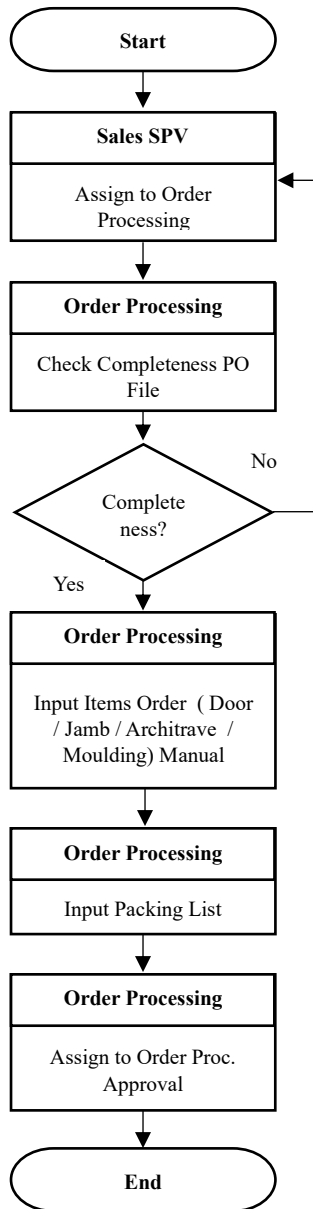 Start
Sales SPV
Assign to Order
Processing
Order Processing
Check Completeness PO
File
No
Complete
ness?
Yes
Order Processing
Input Items Order ( Door
/ Jamb / Architrave /
Moulding) Manual
Order Processing
Input Packing List
Order Processing
Assign to Order Proc.
Approval
End